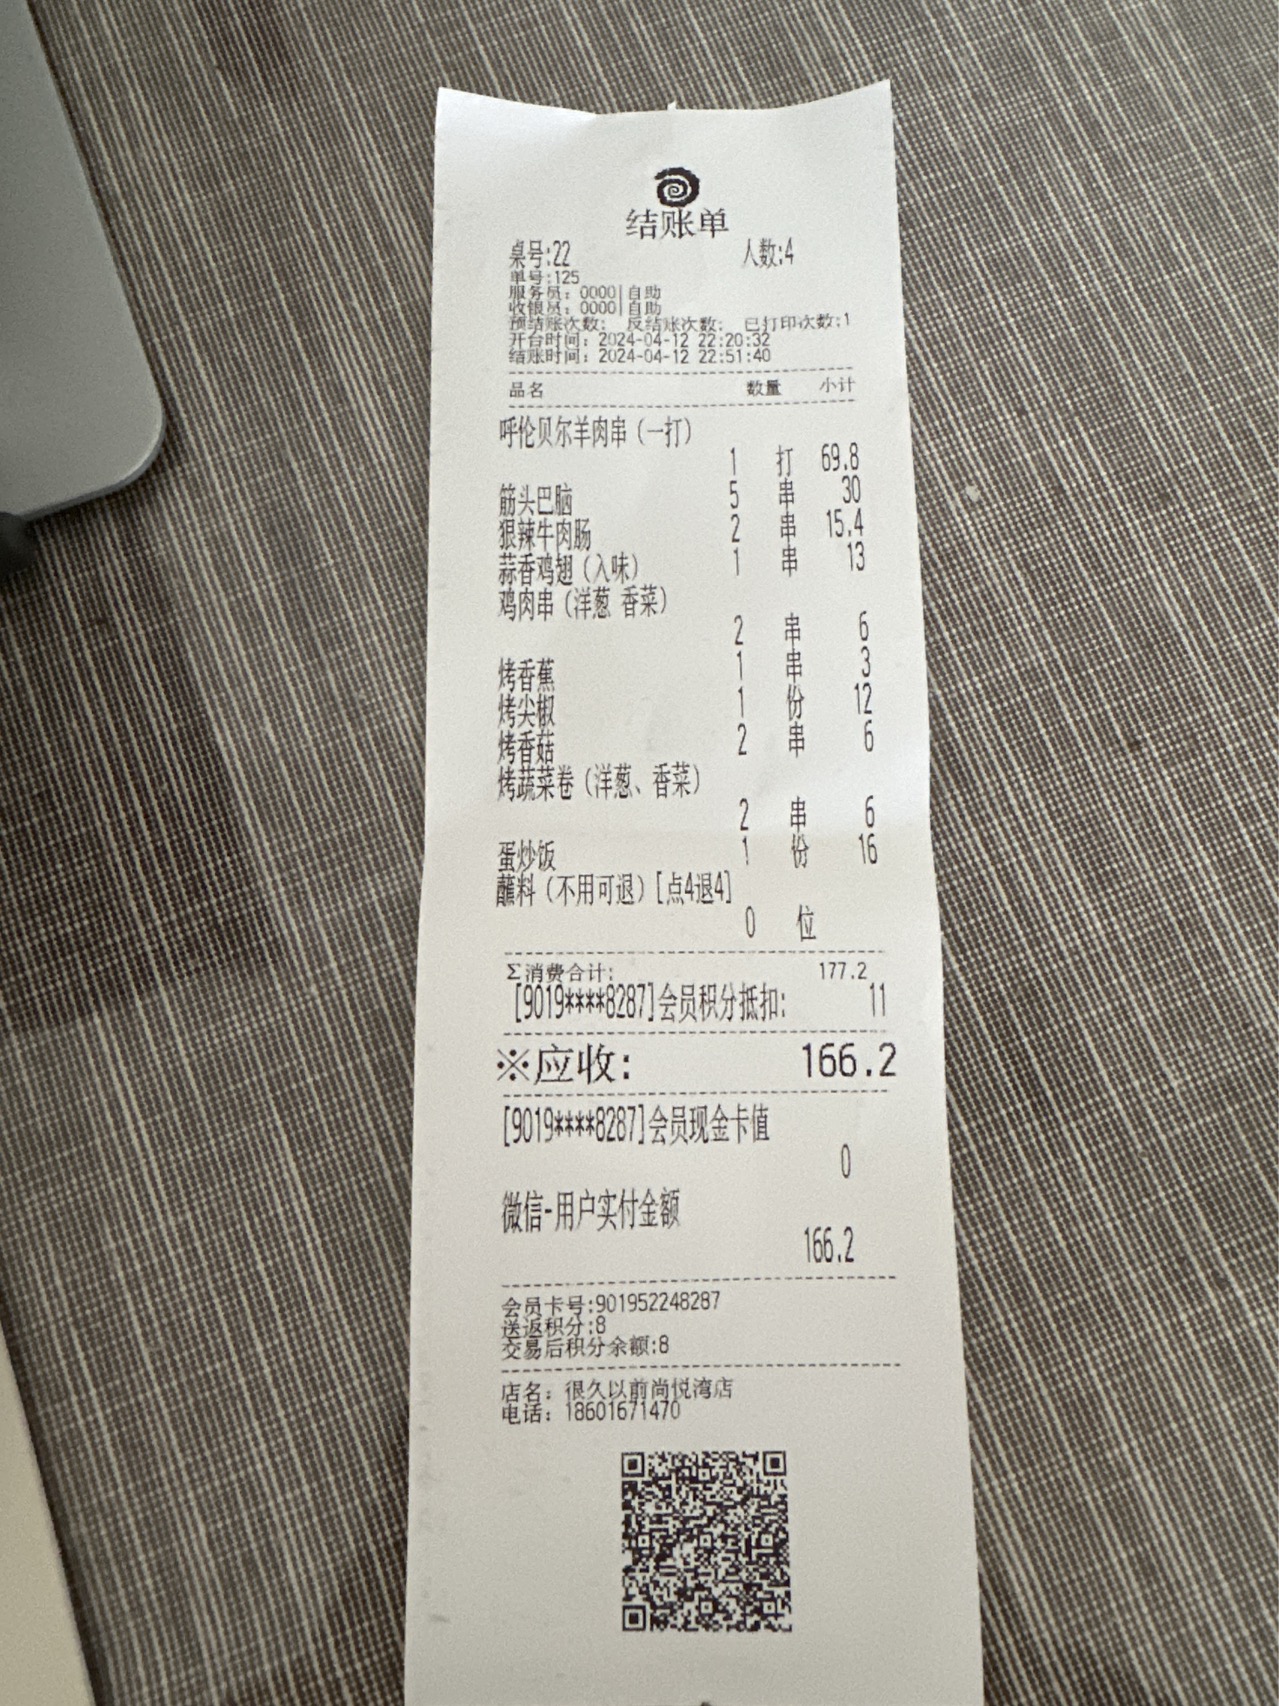 结账单
桌号:22 人数:4
单号:125
服务员: 0000|自助
收银员: 0000|自助
预结账次数: 反结账次数: 已打印次数:1
开台时间: 2024-04-12 22:20:32
结账时间: 2024-04-12 22:51:40
品名 数量 小计
呼伦贝尔羊肉串(一打)
1 打 69.8
筋头巴脑 5 串 30
狠辣牛肉肠 2 串 15.4
蒜香鸡翅(入味) 1 串 13
鸡肉串(洋葱 香菜)
2 串 6
烤香蕉 1 串 3
烤尖椒 1 份 12
烤香菇 2 串 6
烤蔬菜卷(洋葱、香菜)
2 串 6
蛋炒饭 1 份 16
蘸料(不用可退)[点4退4]
0 位
Σ消费合计: 177.2
[9019****8287]会员积分抵扣: 11
※应收: 166.2
[9019****8287]会员现金卡值
0
微信-用户实付金额
166.2
会员卡号:901952248287
送返积分:8
交易后积分余额:8
店名: 很久以前尚悦湾店
电话: 18601671470